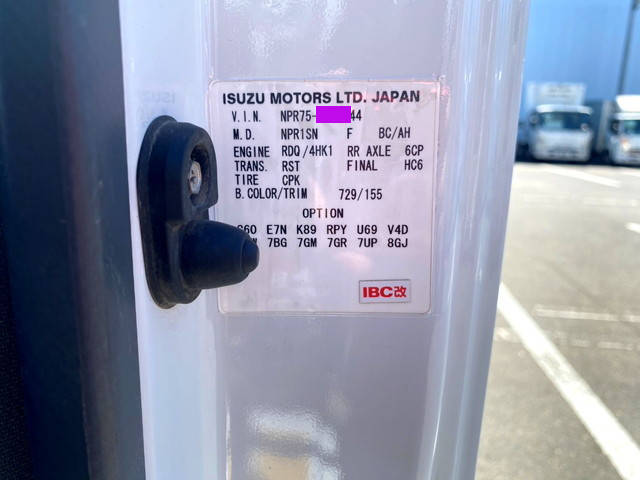 ISUZU MOTORS LTD. JAPAN
V.I.N. NPR75- 44
M.D. NPR1SN F BC/AH
ENGINE RDQ/4HK1 RR AXLE 6CP
TRANS. RST FINAL HC6
TIRE CPK
B.COLOR/TRIM 729/155
OPTION
E7N K89 RPY U69 V4D
7BG 7GM 7GR 7UP 8GJ
IBC改